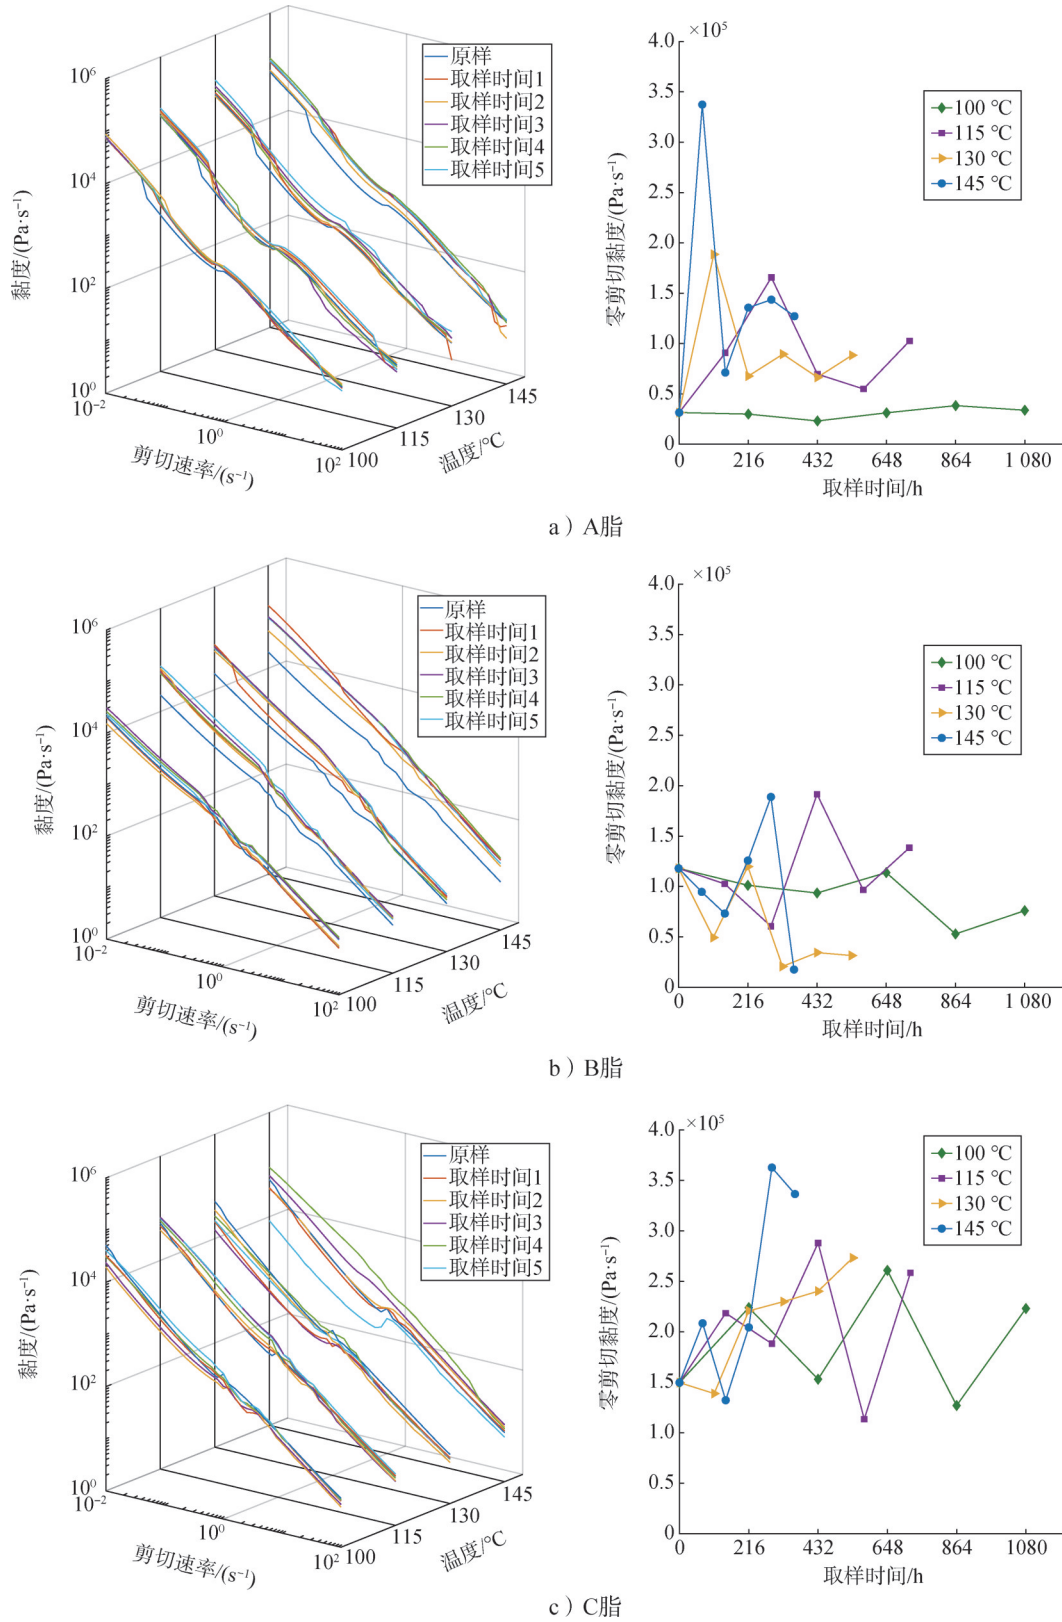 10⁶
10⁴
10²
10⁰
黏度/(Pa·s⁻¹)
10⁻²
10⁰
10²
剪切速率/(s⁻¹)
100
115
130
145
温度/°C
原样
取样时间1
取样时间2
取样时间3
取样时间4
取样时间5
×10⁵
4.0
3.5
3.0
2.5
2.0
1.5
1.0
0.5
0
零剪切黏度/(Pa·s⁻¹)
100 °C
115 °C
130 °C
145 °C
0 216 432 648 864 1 080
取样时间/h
a）A脂
10⁶
10⁴
10²
10⁰
黏度/(Pa·s⁻¹)
10⁻²
10⁰
10²
剪切速率/(s⁻¹)
100
115
130
145
温度/°C
原样
取样时间1
取样时间2
取样时间3
取样时间4
取样时间5
×10⁵
4.0
3.5
3.0
2.5
2.0
1.5
1.0
0.5
0
零剪切黏度/(Pa·s⁻¹)
100 °C
115 °C
130 °C
145 °C
0 216 432 648 864 1 080
取样时间/h
b）B脂
10⁶
10⁴
10²
10⁰
黏度/(Pa·s⁻¹)
10⁻²
10⁰
10²
剪切速率/(s⁻¹)
100
115
130
145
温度/°C
原样
取样时间1
取样时间2
取样时间3
取样时间4
取样时间5
×10⁵
4.0
3.5
3.0
2.5
2.0
1.5
1.0
0.5
0
零剪切黏度/(Pa·s⁻¹)
100 °C
115 °C
130 °C
145 °C
0 216 432 648 864 1080
取样时间/h
c）C脂